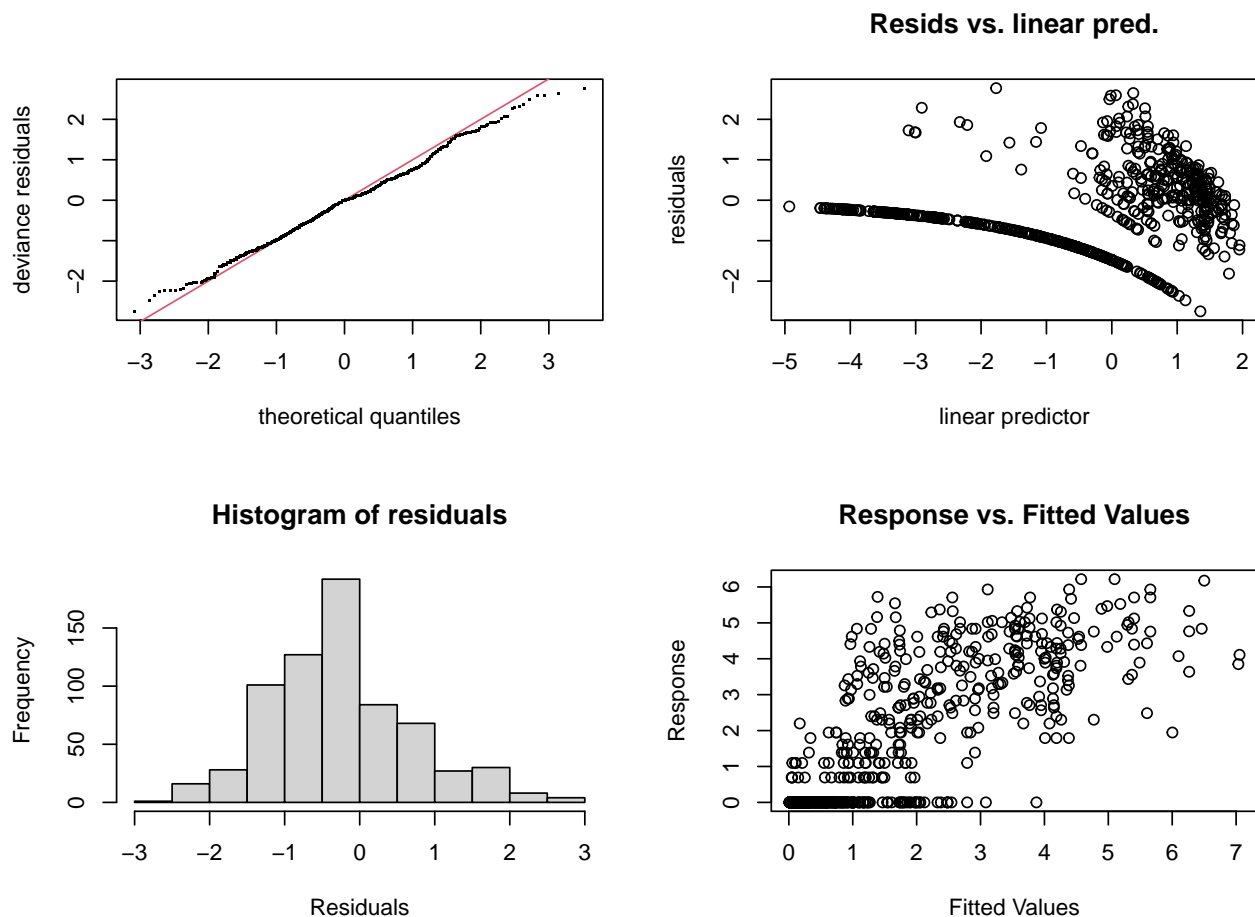 deviance residuals
2
1
0
−2
−3 −2 −1 0 1 2 3
theoretical quantiles
Resids vs. linear pred.
residuals
2
1
0
−2
−5 −4 −3 −2 −1 0 1 2
linear predictor
Histogram of residuals
Frequency
150
100
50
0
−3 −2 −1 0 1 2 3
Residuals
Response vs. Fitted Values
Response
6
5
4
3
2
1
0
0 1 2 3 4 5 6 7
Fitted Values